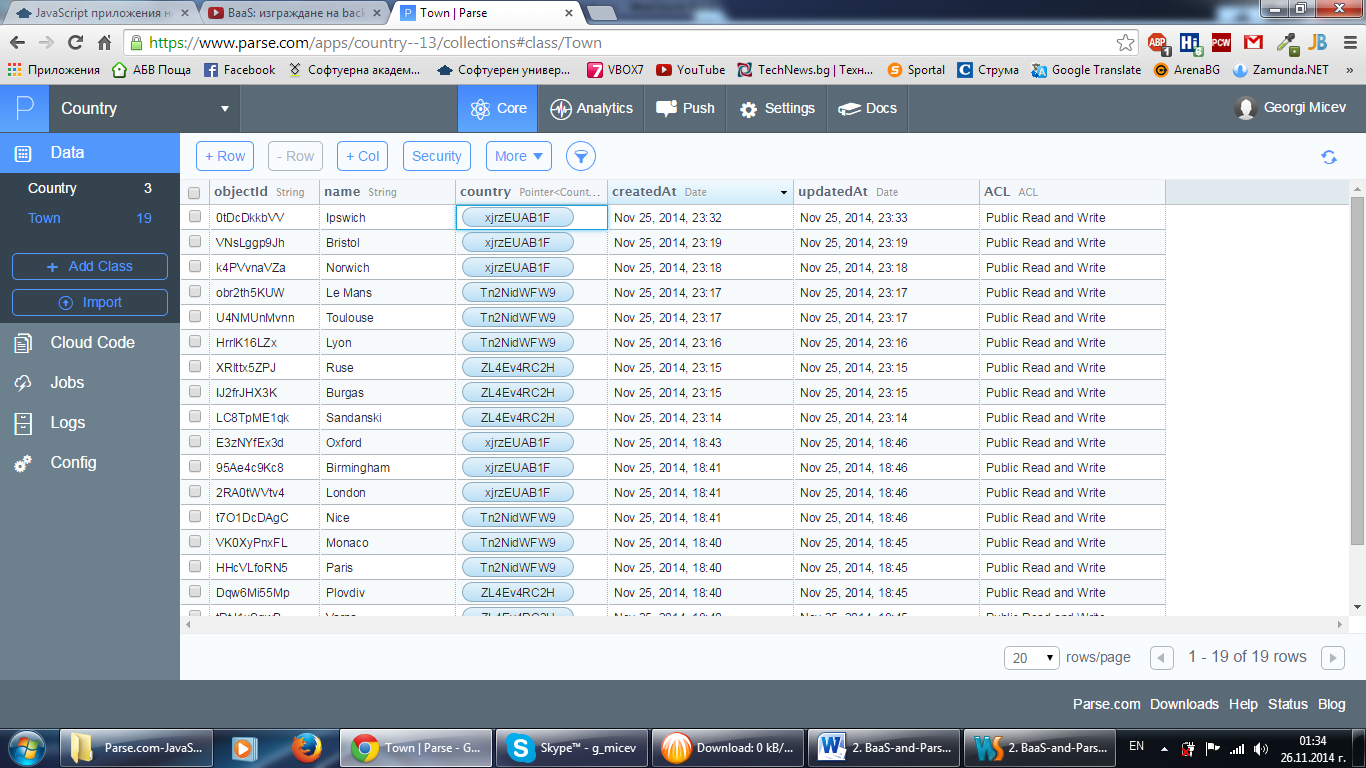 JavaScript приложения не
BaaS: изграждане на back
Town | Parse
https://www.parse.com/apps/country--13/collections#class/Town
ABP 1 Hi 6 PCW JB
Приложения АБВ Поща Facebook Софтуерна академ... Софтуерен универ... VBOX7 YouTube TechNews.bg | Техн... Sportal Струма Google Translate ArenaBG Zamunda.NET »
P Country Core Analytics Push Settings Docs Georgi Micev
Data
Country 3
Town 19
+ Add Class
Import
Cloud Code
Jobs
Logs
Config
+ Row - Row + Col Security More
objectId String name String country Pointer<Count... createdAt Date updatedAt Date ACL ACL
0tDcDkkbVV Ipswich xjrzEUAB1F Nov 25, 2014, 23:32 Nov 25, 2014, 23:33 Public Read and Write
VNsLggp9Jh Bristol xjrzEUAB1F Nov 25, 2014, 23:19 Nov 25, 2014, 23:19 Public Read and Write
k4PVvnaVZa Norwich xjrzEUAB1F Nov 25, 2014, 23:18 Nov 25, 2014, 23:18 Public Read and Write
obr2th5KUW Le Mans Tn2NidWFW9 Nov 25, 2014, 23:17 Nov 25, 2014, 23:17 Public Read and Write
U4NMUnMvnn Toulouse Tn2NidWFW9 Nov 25, 2014, 23:17 Nov 25, 2014, 23:17 Public Read and Write
HrrlK16LZx Lyon Tn2NidWFW9 Nov 25, 2014, 23:16 Nov 25, 2014, 23:16 Public Read and Write
XRIttx5ZPJ Ruse ZL4Ev4RC2H Nov 25, 2014, 23:15 Nov 25, 2014, 23:15 Public Read and Write
IJ2frJHX3K Burgas ZL4Ev4RC2H Nov 25, 2014, 23:15 Nov 25, 2014, 23:15 Public Read and Write
LC8TpME1qk Sandanski ZL4Ev4RC2H Nov 25, 2014, 23:14 Nov 25, 2014, 23:14 Public Read and Write
E3zNYfEx3d Oxford xjrzEUAB1F Nov 25, 2014, 18:43 Nov 25, 2014, 18:46 Public Read and Write
95Ae4c9Kc8 Birmingham xjrzEUAB1F Nov 25, 2014, 18:41 Nov 25, 2014, 18:46 Public Read and Write
2RA0tWVtv4 London xjrzEUAB1F Nov 25, 2014, 18:41 Nov 25, 2014, 18:46 Public Read and Write
t7O1DcDAgC Nice Tn2NidWFW9 Nov 25, 2014, 18:41 Nov 25, 2014, 18:46 Public Read and Write
VK0XyPnxFL Monaco Tn2NidWFW9 Nov 25, 2014, 18:40 Nov 25, 2014, 18:45 Public Read and Write
HHcVLfoRN5 Paris Tn2NidWFW9 Nov 25, 2014, 18:40 Nov 25, 2014, 18:45 Public Read and Write
Dqw6Mi55Mp Plovdiv ZL4Ev4RC2H Nov 25, 2014, 18:40 Nov 25, 2014, 18:45 Public Read and Write
20 rows/page 1 - 19 of 19 rows
Parse.com Downloads Help Status Blog
Parse.com-JavaS... Town | Parse - G... Skype™ - g_micev Download: 0 kB/... 2. BaaS-and-Pars... 2. BaaS-and-Pars... EN 01:34
26.11.2014 г.